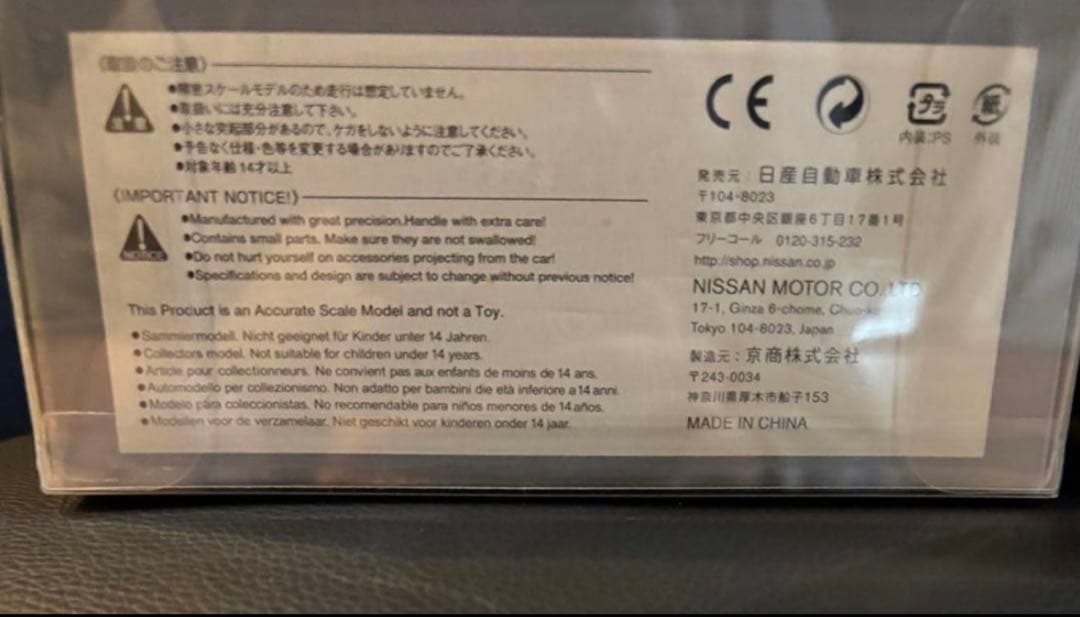 《取扱のご注意》
注意
●精密スケールモデルのため走行は想定していません。
●取扱いには充分注意して下さい。
●小さな突起部分があるので、ケガをしないように注意してください。
●予告なく仕様・色等を変更する場合がありますのでご了承ください。
●対象年齢14才以上
《IMPORTANT NOTICE!》
NOTICE
●Manufactured with great precision.Handle with extra care!
●Contains small parts. Make sure they are not swallowed!
●Do not hurt yourself on accessories projecting from the car!
●Specifications and design are subject to change without previous notice!
This Product is an Accurate Scale Model and not a Toy.
●Sammlermodell. Nicht geeignet für Kinder unter 14 Jahren.
●Collectors model. Not suitable for children under 14 years.
●Article pour collectionneurs. Ne convient pas aux enfants de moins de 14 ans.
●Automodello per collezionismo. Non adatto per bambini die età inferiore a 14 anni.
●Modelo para coleccionistas. No recomendable para niños menores de 14 años.
●Modellen voor de verzamelaar. Niet geschikt voor kinderen onder 14 jaar.
CE
プラ
紙
内量:PS
外装
発売元：日産自動車株式会社
〒104-8023
東京都中央区銀座6丁目17番1号
フリーコール 0120-315-232
http://shop.nissan.co.jp
NISSAN MOTOR CO. LTD
17-1, Ginza 6-chome, Chuo-ku
Tokyo 104-8023, Japan
製造元：京商株式会社
〒243-0034
神奈川県厚木市船子153
MADE IN CHINA